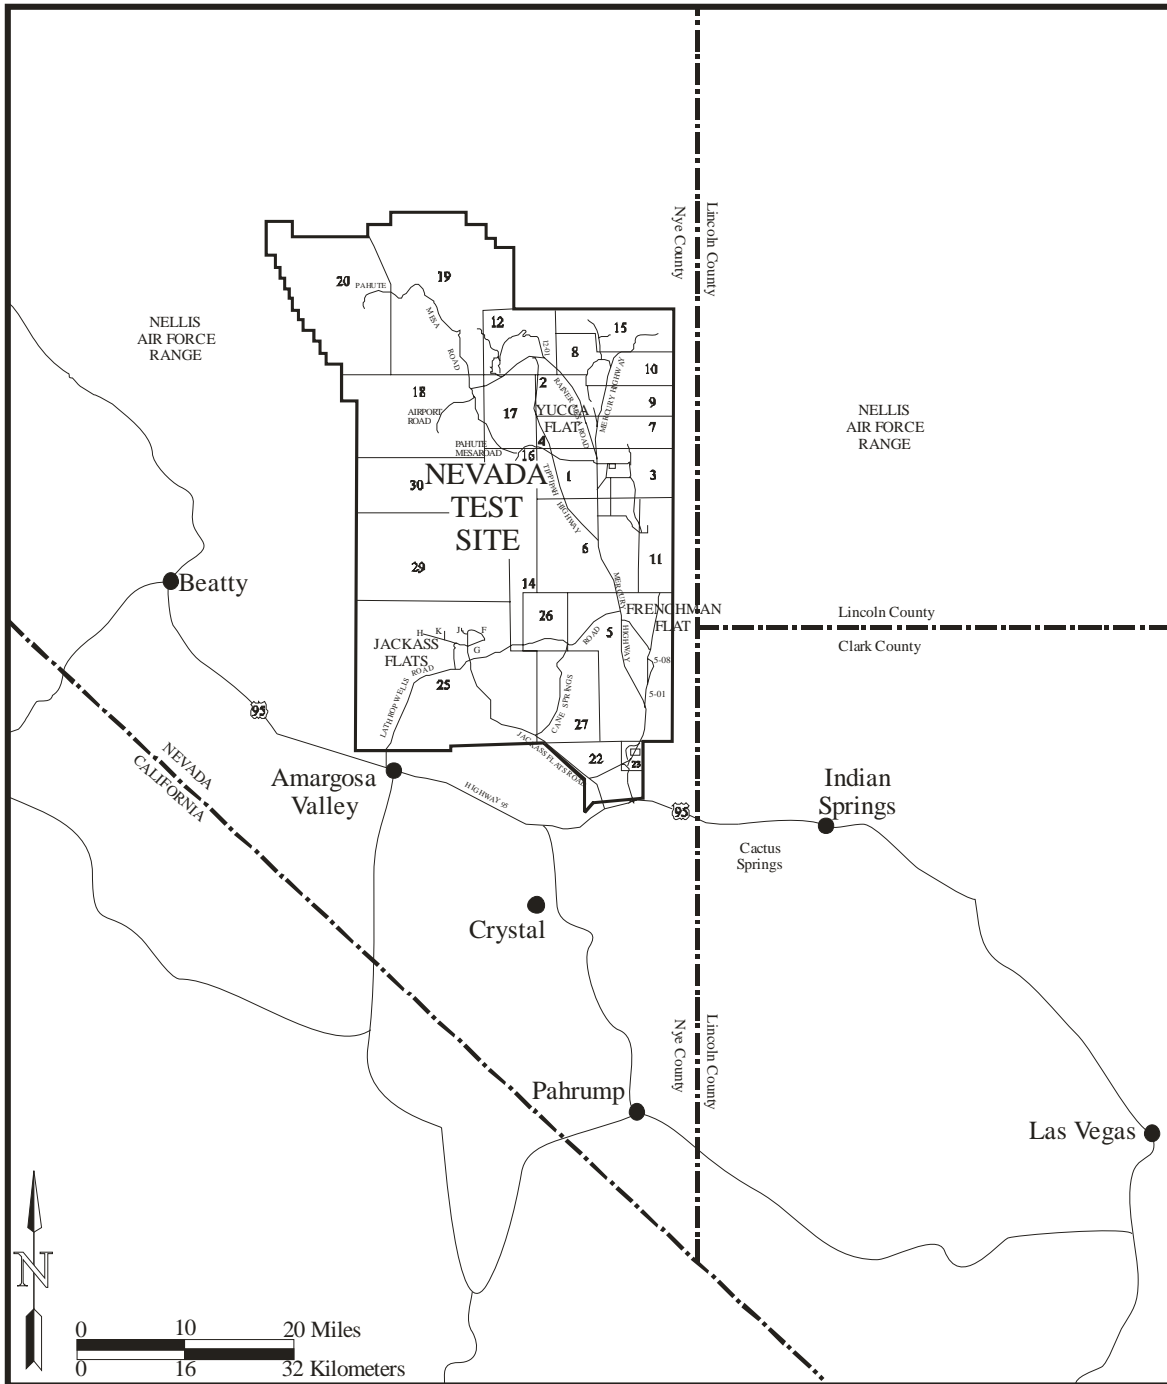 Nye County
Lincoln County
20
19
PAHUTE
MESA
ROAD
12
12-01
15
8
10
NELLIS
AIR FORCE
RANGE
18
AIRPORT
ROAD
17
2
RAINER MESA ROAD
MERCURY HIGHWAY
9
YUCCA
FLAT
7
NELLIS
AIR FORCE
RANGE
4
PAHUTE
MESAROAD
16
30
NEVADA
TEST
SITE
TIPPIPAH HIGHWAY
1
3
6
11
29
14
Beatty
MERCURY
HIGHWAY
FRENCHMAN
FLAT
26
5
ROAD
Lincoln County
Clark County
H
K
J
F
G
JACKASS
FLATS
25
LATHROP WELLS
ROAD
5-08
5-01
CANE SPRINGS
27
95
JACKASS FLATS ROAD
22
23
NEVADA
CALIFORNIA
Amargosa
Valley
HIGHWAY 95
95
Indian
Springs
Cactus
Springs
Crystal
Nye County
Lincoln County
Pahrump
Las Vegas
N
0 10 20 Miles
0 16 32 Kilometers